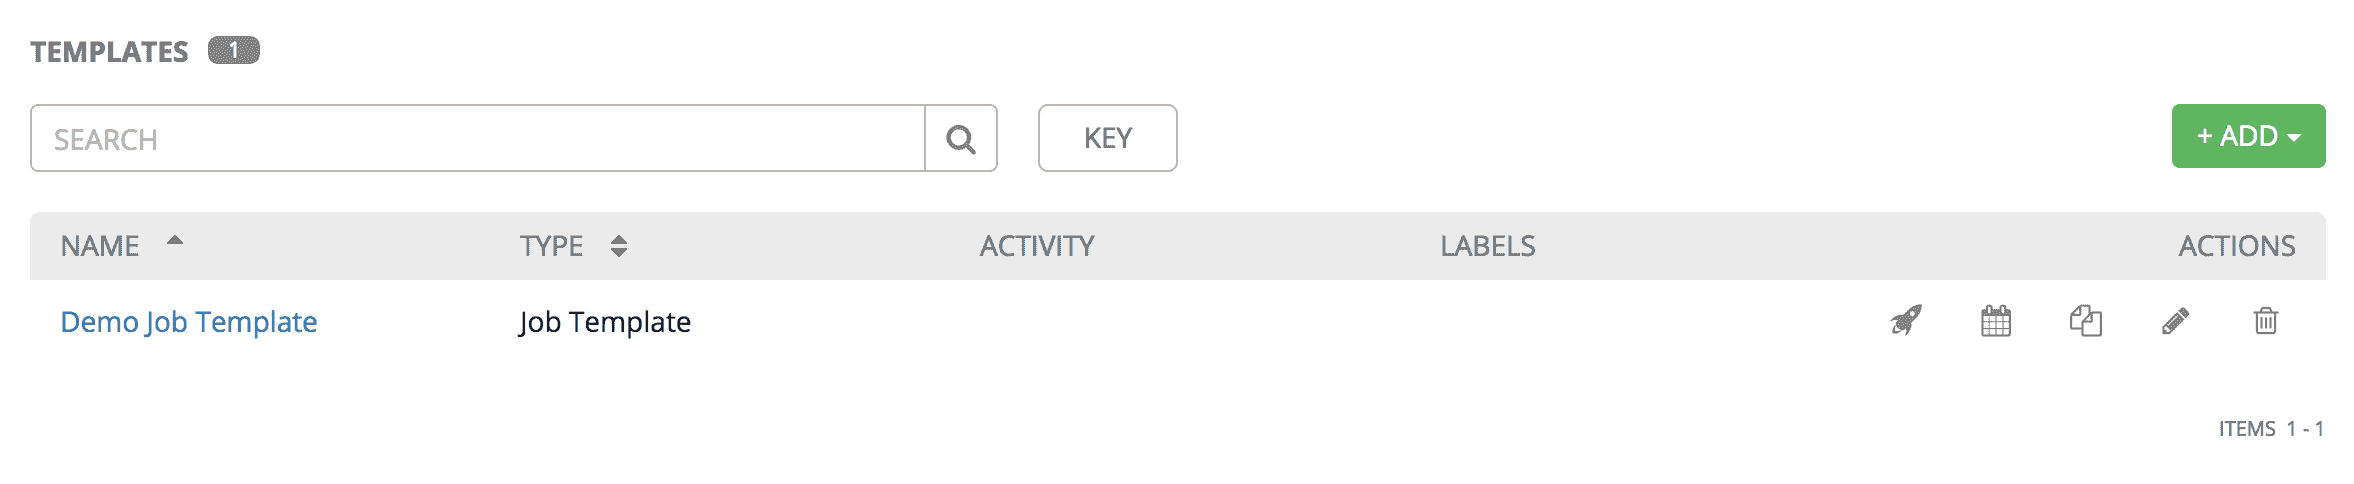 TEMPLATES 1
SEARCH KEY + ADD
NAME TYPE ACTIVITY LABELS ACTIONS
Demo Job Template Job Template
ITEMS 1 - 1